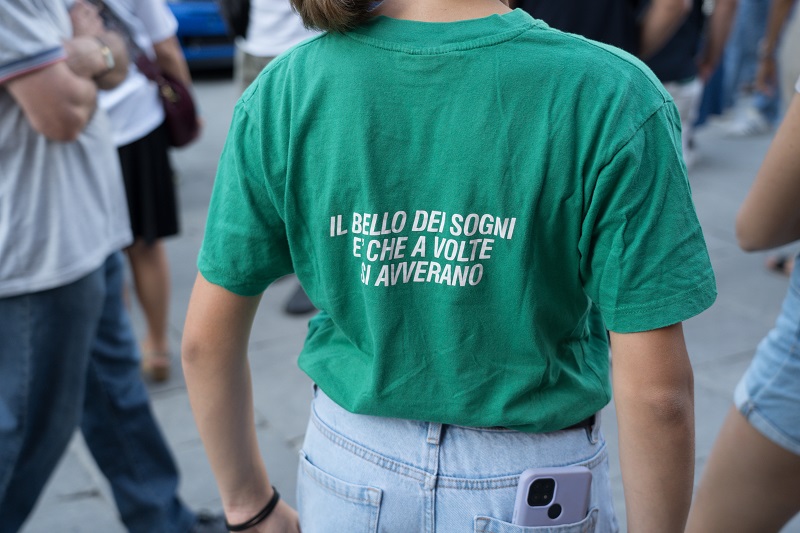 IL BELLO DEI SOGNI
E' CHE A VOLTE
SI AVVERANO